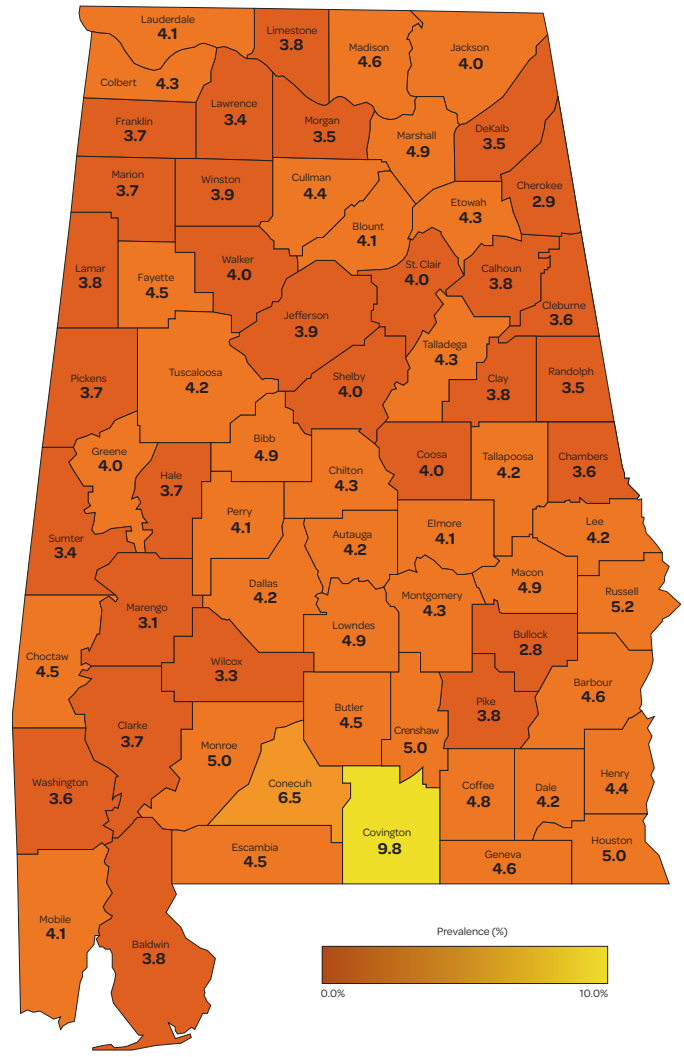 Lauderdale
4.1
Limestone
3.8
Madison
4.6
Jackson
4.0
Colbert 4.3
Lawrence
3.4
Franklin
3.7
Morgan
3.5
Marshall
4.9
DeKalb
3.5
Marion
3.7
Winston
3.9
Cullman
4.4
Cherokee
2.9
Etowah
4.3
Blount
4.1
Lamar
3.8
Fayette
4.5
Walker
4.0
St. Clair
4.0
Calhoun
3.8
Cleburne
3.6
Jefferson
3.9
Talladega
4.3
Pickens
3.7
Tuscaloosa
4.2
Shelby
4.0
Clay
3.8
Randolph
3.5
Greene
4.0
Bibb
4.9
Hale
3.7
Chilton
4.3
Coosa
4.0
Tallapoosa
4.2
Chambers
3.6
Sumter
3.4
Perry
4.1
Autauga
4.2
Elmore
4.1
Lee
4.2
Macon
4.9
Dallas
4.2
Montgomery
4.3
Russell
5.2
Marengo
3.1
Lowndes
4.9
Bullock
2.8
Choctaw
4.5
Wilcox
3.3
Barbour
4.6
Clarke
3.7
Butler
4.5
Pike
3.8
Crenshaw
5.0
Monroe
5.0
Washington
3.6
Conecuh
6.5
Coffee
4.8
Dale
4.2
Henry
4.4
Covington
9.8
Escambia
4.5
Geneva
4.6
Houston
5.0
Mobile
4.1
Baldwin
3.8
Prevalence (%)
0.0% 10.0%